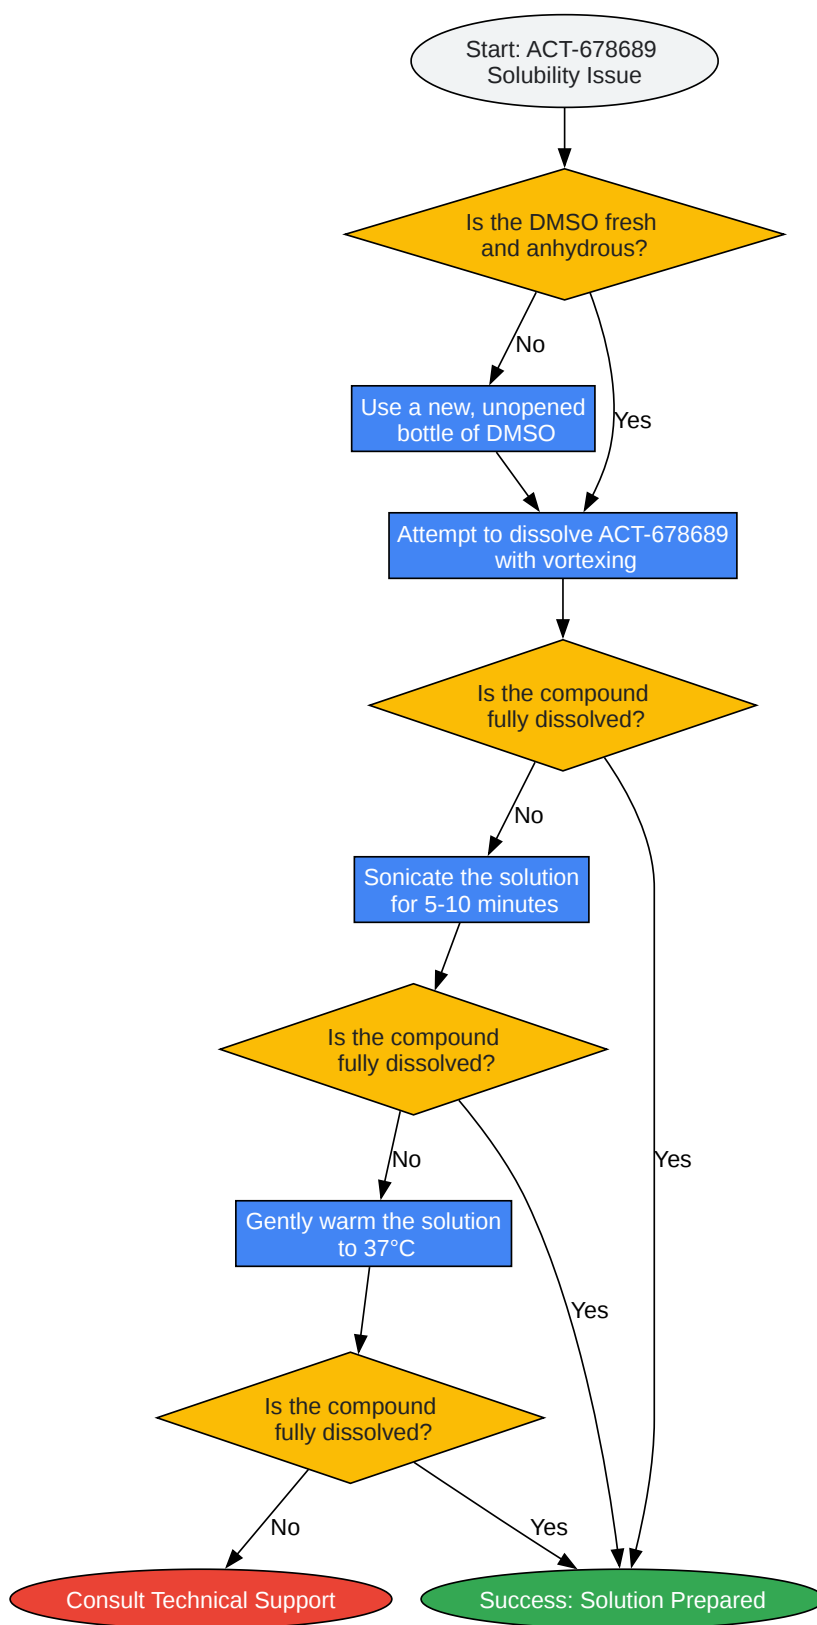 Start: ACT-678689
Solubility Issue
Is the DMSO fresh
and anhydrous?
No
Yes
Use a new, unopened
bottle of DMSO
Attempt to dissolve ACT-678689
with vortexing
Is the compound
fully dissolved?
No
Sonicate the solution
for 5-10 minutes
Is the compound
fully dissolved?
No
Yes
Gently warm the solution
to 37°C
Yes
Is the compound
fully dissolved?
No
Yes
Consult Technical Support
Success: Solution Prepared